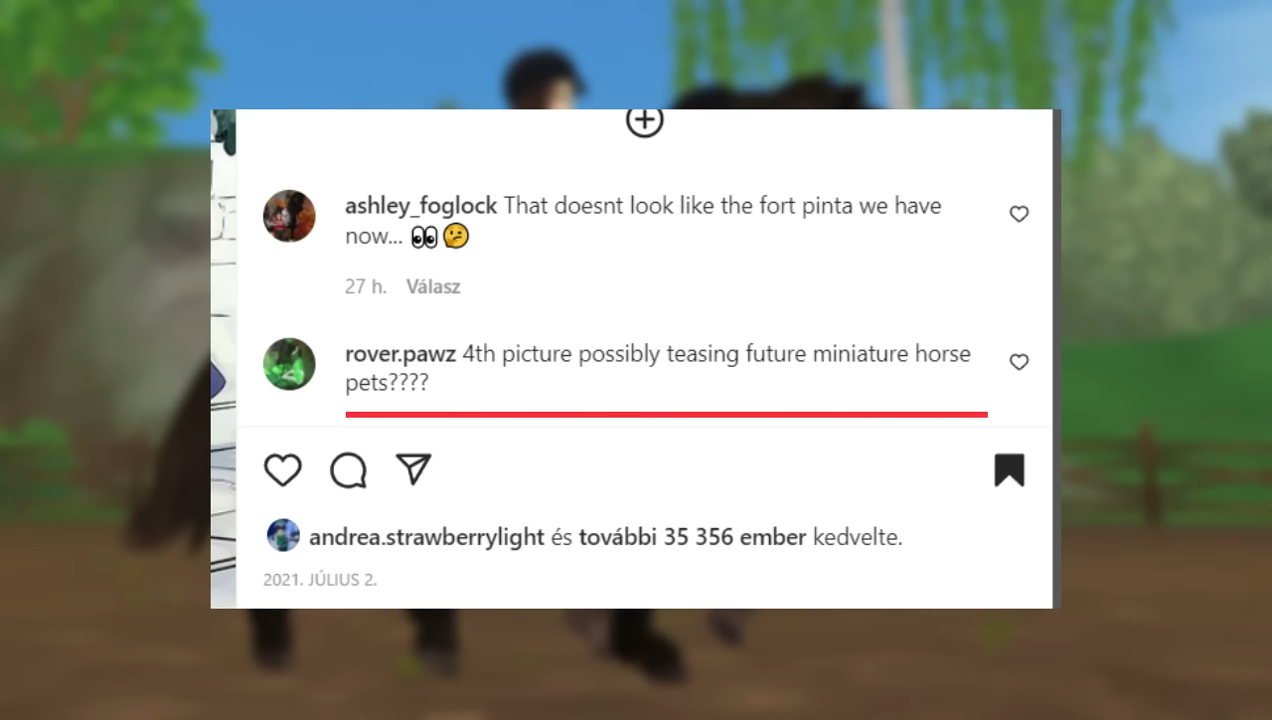 ashley_foglock That doesnt look like the fort pinta we have
now... 👀🤔
27 h. Válasz
rover.pawz 4th picture possibly teasing future miniature horse
pets????
andrea.strawberrylight és további 35 356 ember kedvelte.
2021. JÚLIUS 2.